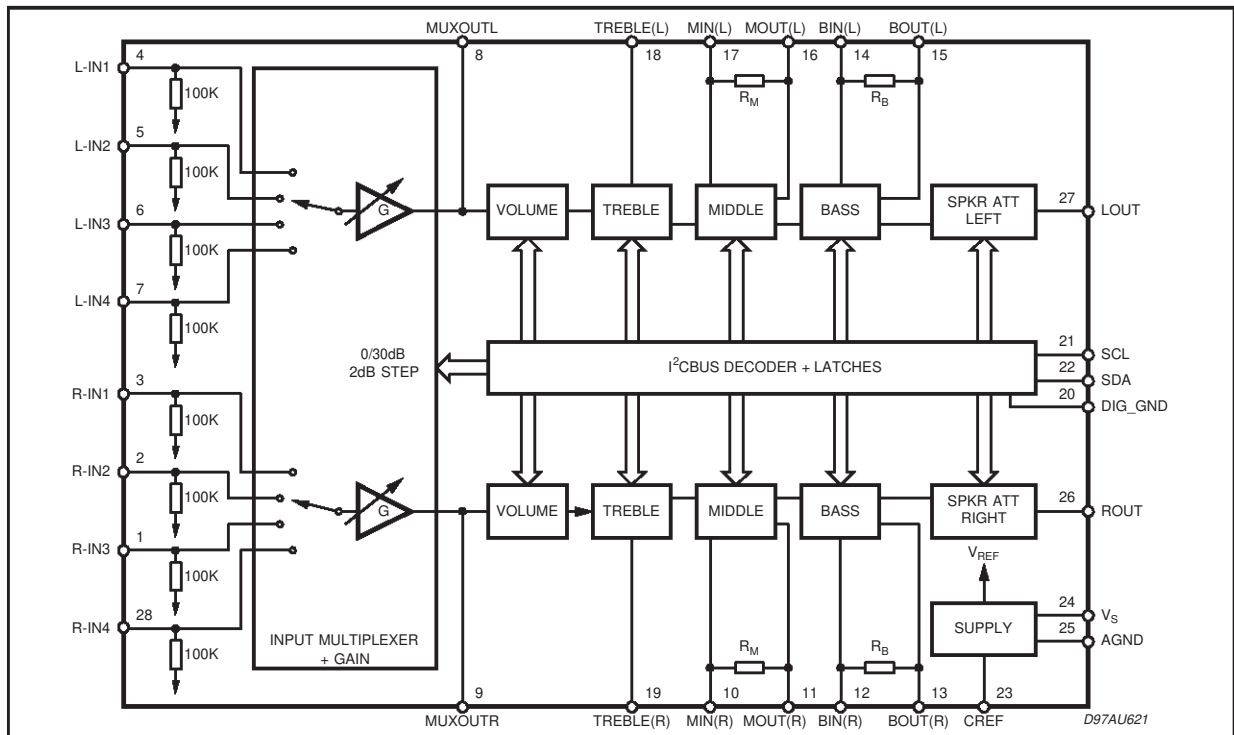 MUXOUTL TREBLE(L) MIN(L) MOUT(L) BIN(L) BOUT(L)
8 18 17 16 14 15
L-IN1 4
100K
L-IN2 5
100K
L-IN3 6
100K
L-IN4 7
100K
R-IN1 3
100K
R-IN2 2
100K
R-IN3 1
100K
R-IN4 28
100K
G
0/30dB
2dB STEP
G
INPUT MULTIPLEXER
+ GAIN
RM RB
VOLUME TREBLE MIDDLE BASS SPKR ATT
LEFT
27 LOUT
I²CBUS DECODER + LATCHES
21 SCL
22 SDA
20 DIG_GND
VOLUME TREBLE MIDDLE BASS SPKR ATT
RIGHT
26 ROUT
VREF
SUPPLY
24 VS
25 AGND
RM RB
9 19 10 11 12 13 23
MUXOUTR TREBLE(R) MIN(R) MOUT(R) BIN(R) BOUT(R) CREF
D97AU621